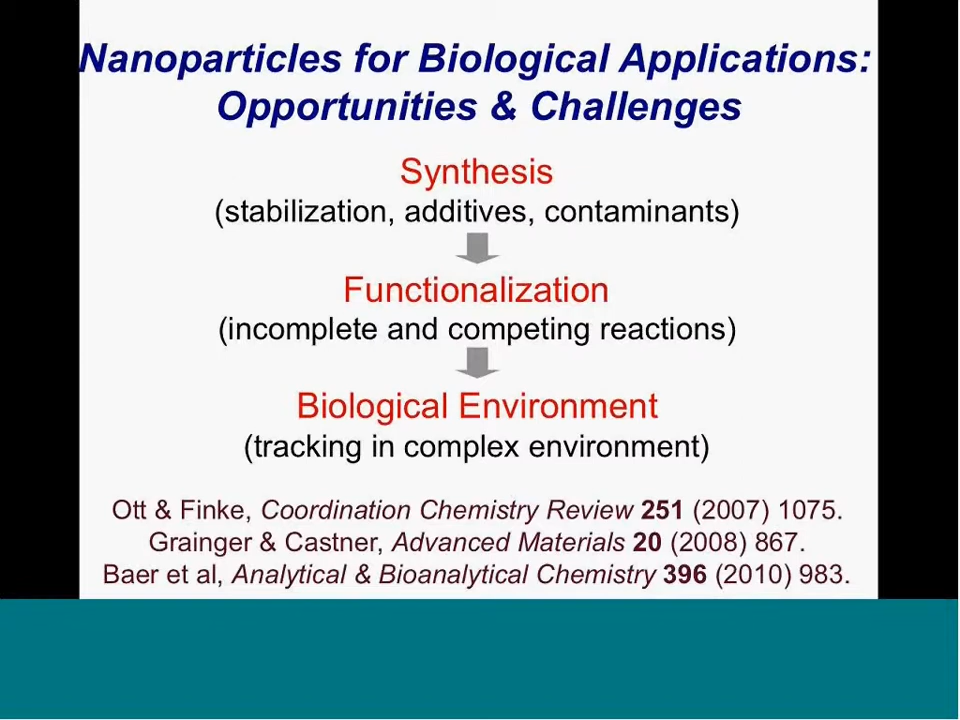 Nanoparticles for Biological Applications:
Opportunities & Challenges
Synthesis
(stabilization, additives, contaminants)
Functionalization
(incomplete and competing reactions)
Biological Environment
(tracking in complex environment)
Ott & Finke, Coordination Chemistry Review 251 (2007) 1075.
Grainger & Castner, Advanced Materials 20 (2008) 867.
Baer et al, Analytical & Bioanalytical Chemistry 396 (2010) 983.